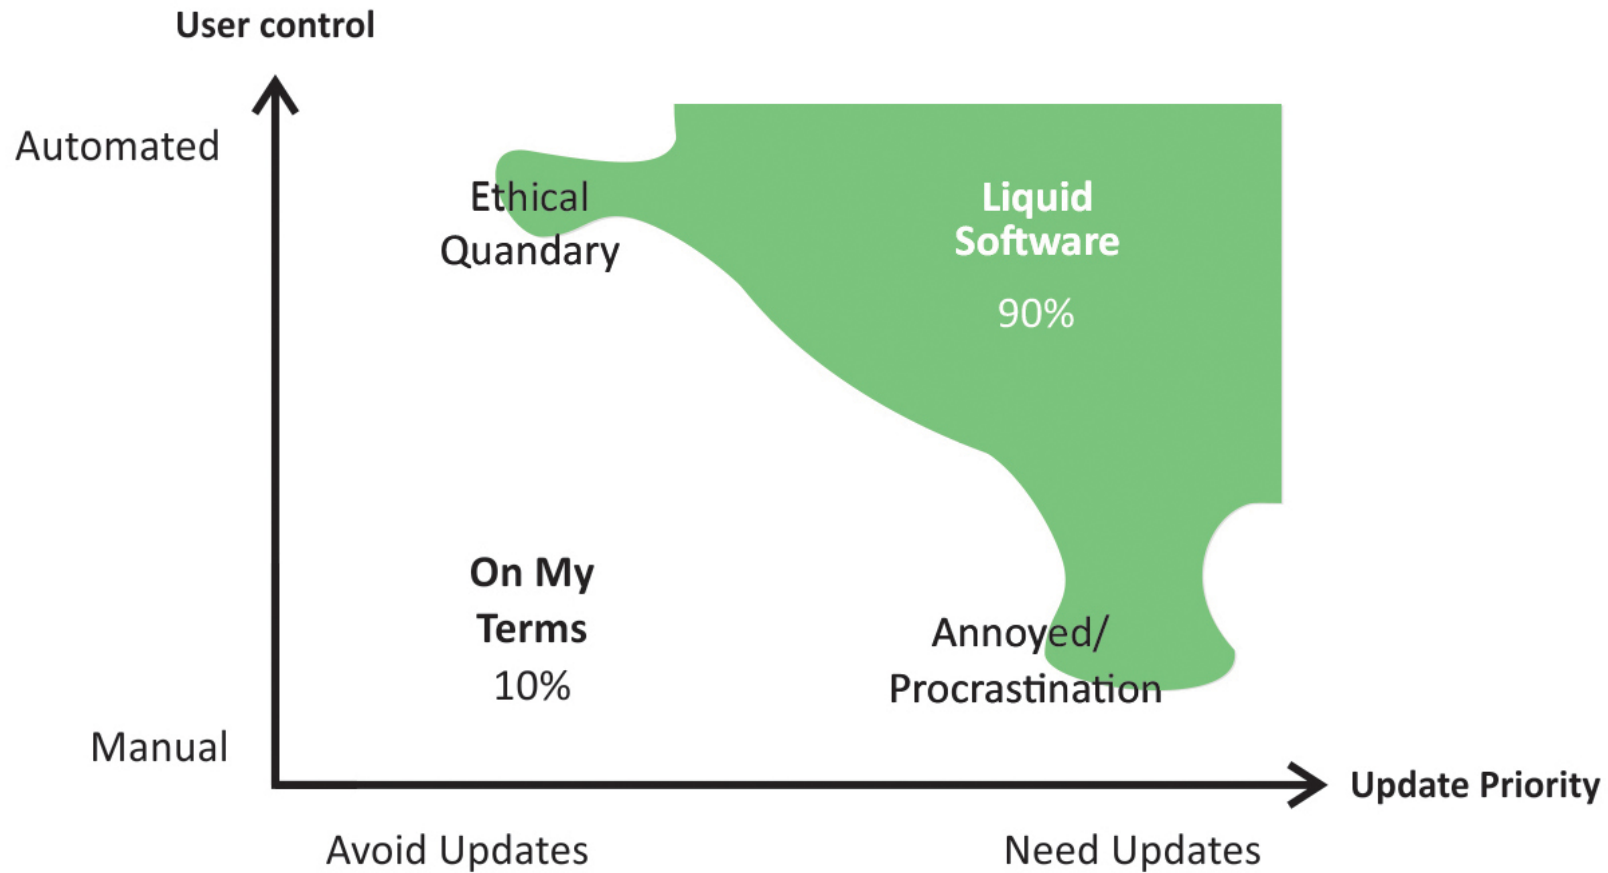 User control
Automated
Ethical
Quandary
Liquid
Software
90%
On My
Terms
10%
Annoyed/
Procrastination
Manual
Update Priority
Avoid Updates
Need Updates